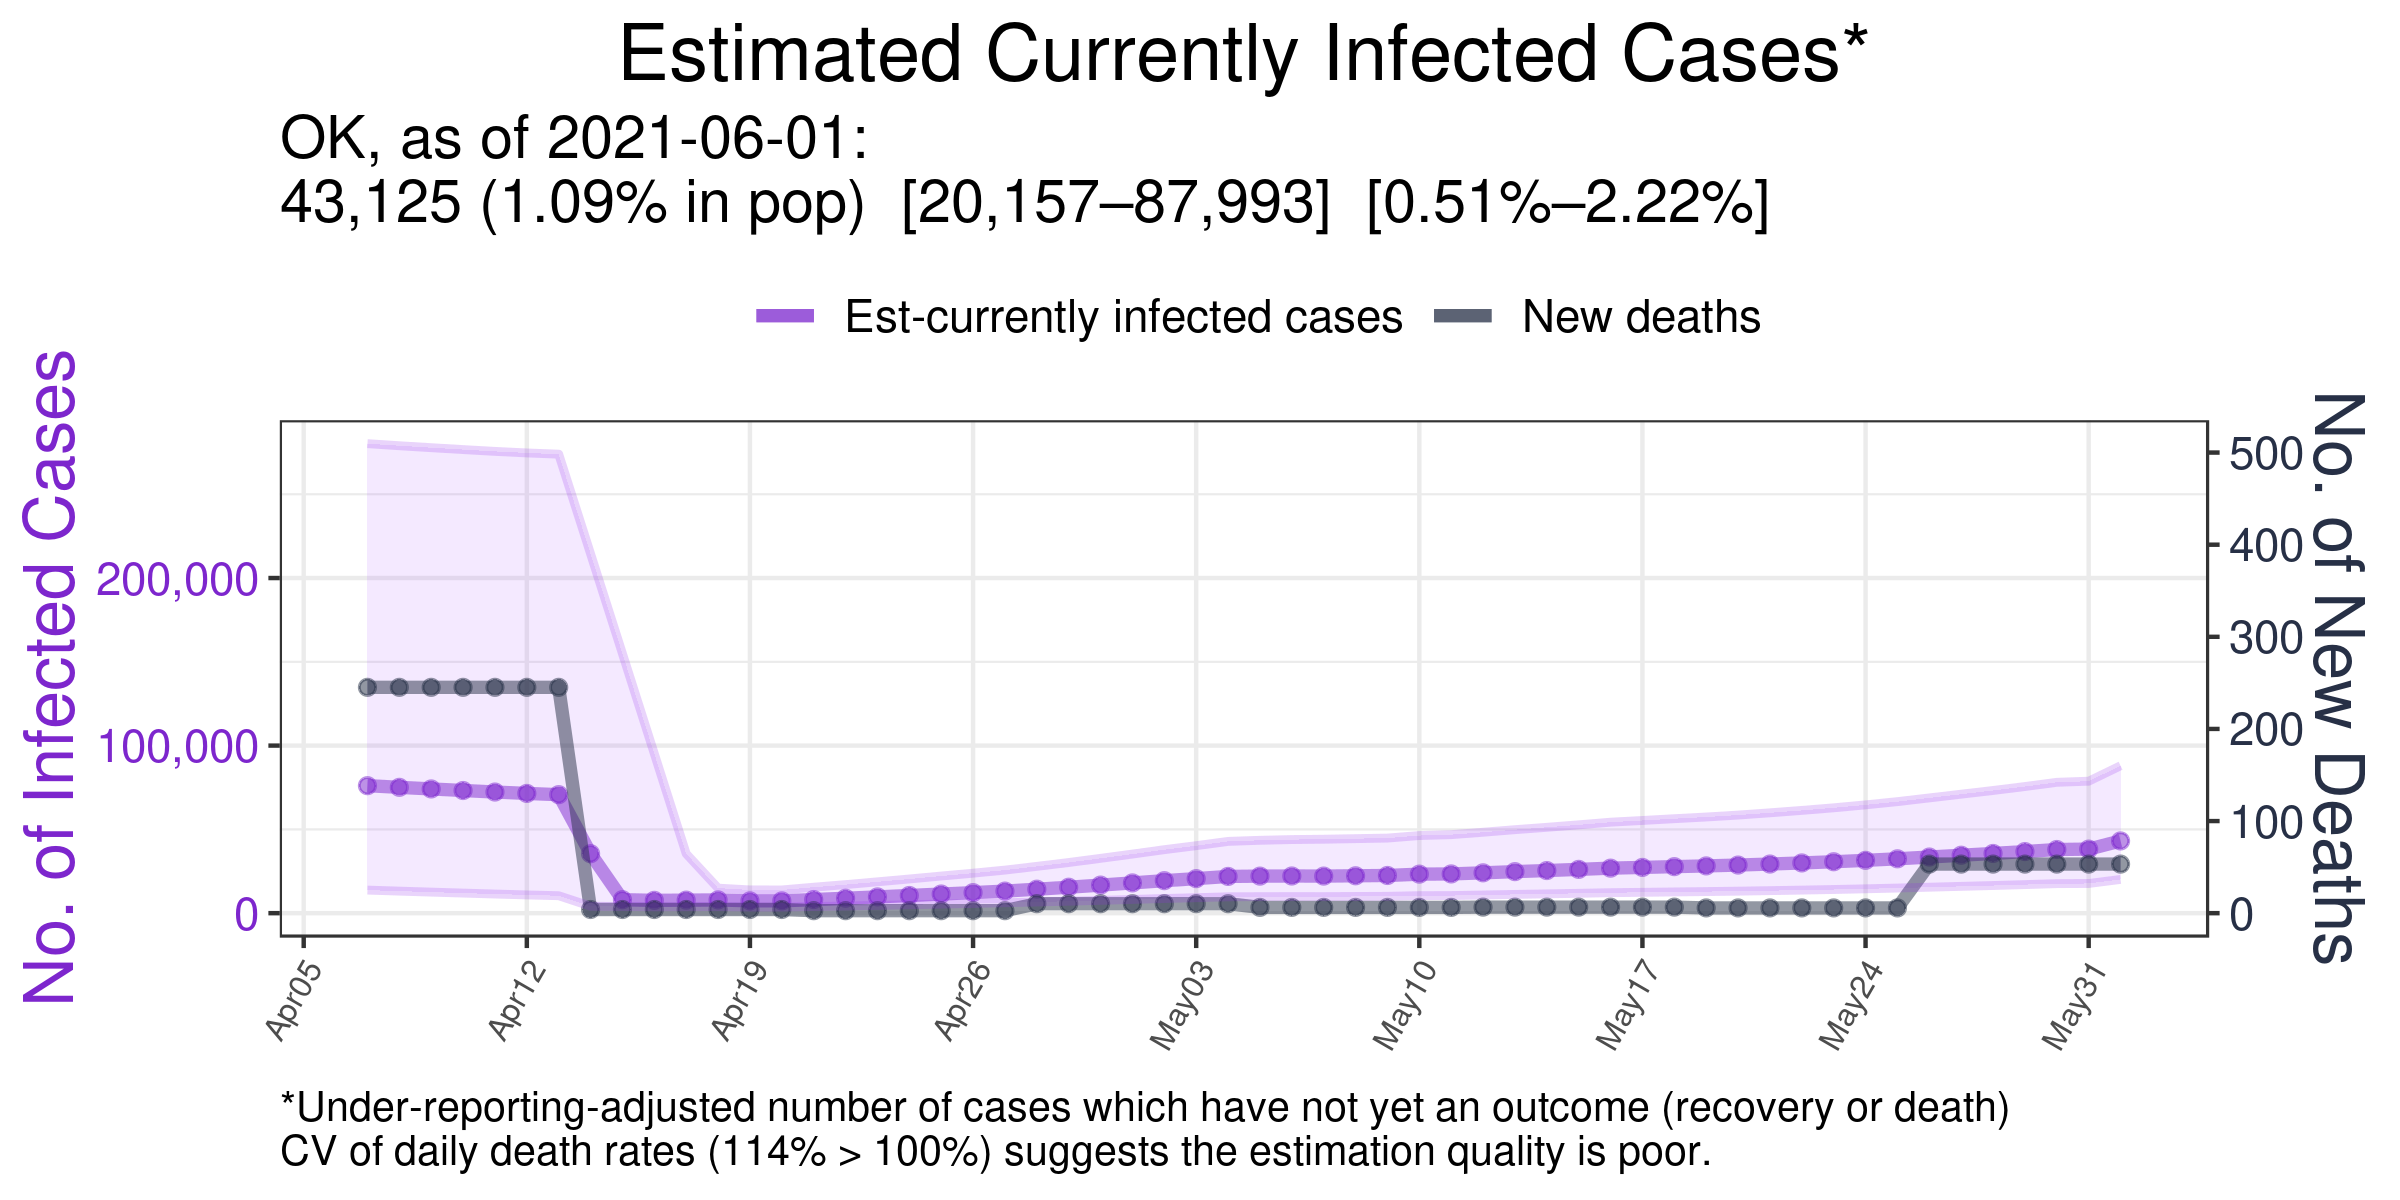 Estimated Currently Infected Cases*
OK, as of 2021-06-01:
43,125 (1.09% in pop)  [20,157–87,993]  [0.51%–2.22%]
Est-currently infected cases
New deaths
No. of Infected Cases
200,000
100,000
0
500
400
300
200
100
0
No. of New Deaths
Apr05
Apr12
Apr19
Apr26
May03
May10
May17
May24
May31
*Under-reporting-adjusted number of cases which have not yet an outcome (recovery or death)
CV of daily death rates (114% > 100%) suggests the estimation quality is poor.